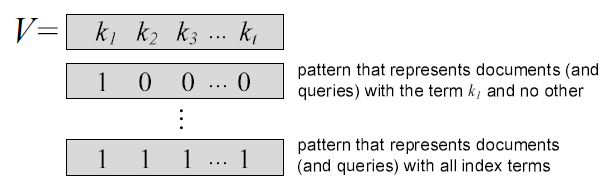 V= k₁ k₂ k₃ ... kₜ
1 0 0 ... 0 pattern that represents documents (and
queries) with the term k₁ and no other
⋮
1 1 1 ... 1 pattern that represents documents
(and queries) with all index terms